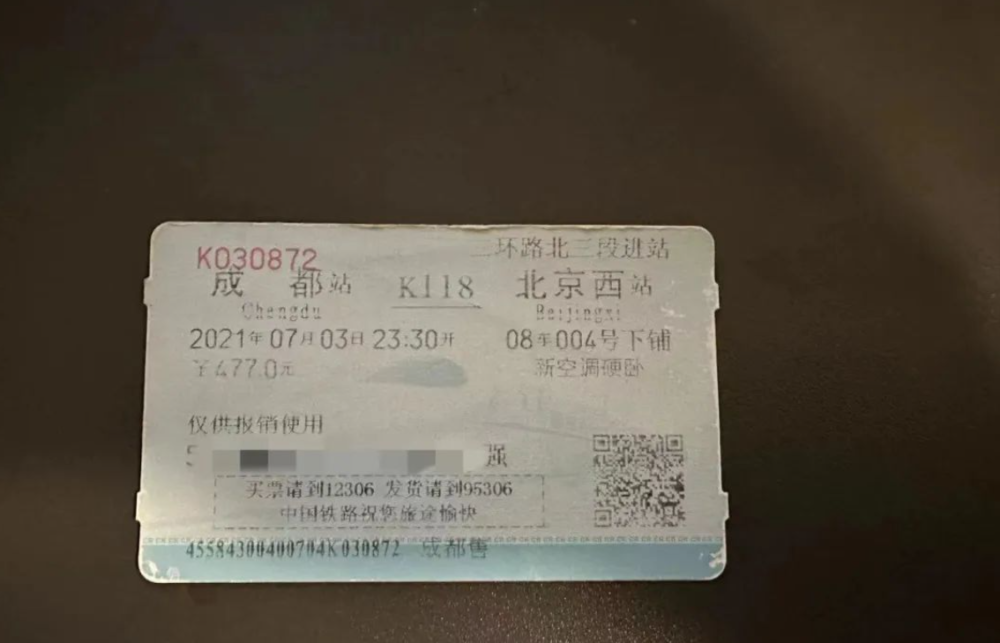 K030872
二环路北三段进站
成都站 K118 北京西站
Chengdu Beijingxi
2021年07月03日23:30开 08车004号下铺
￥477.0元 新空调硬卧
仅供报销使用
强
买票请到12306 发货请到95306
中国铁路祝您旅途愉快
45584300400704K030872 成都售